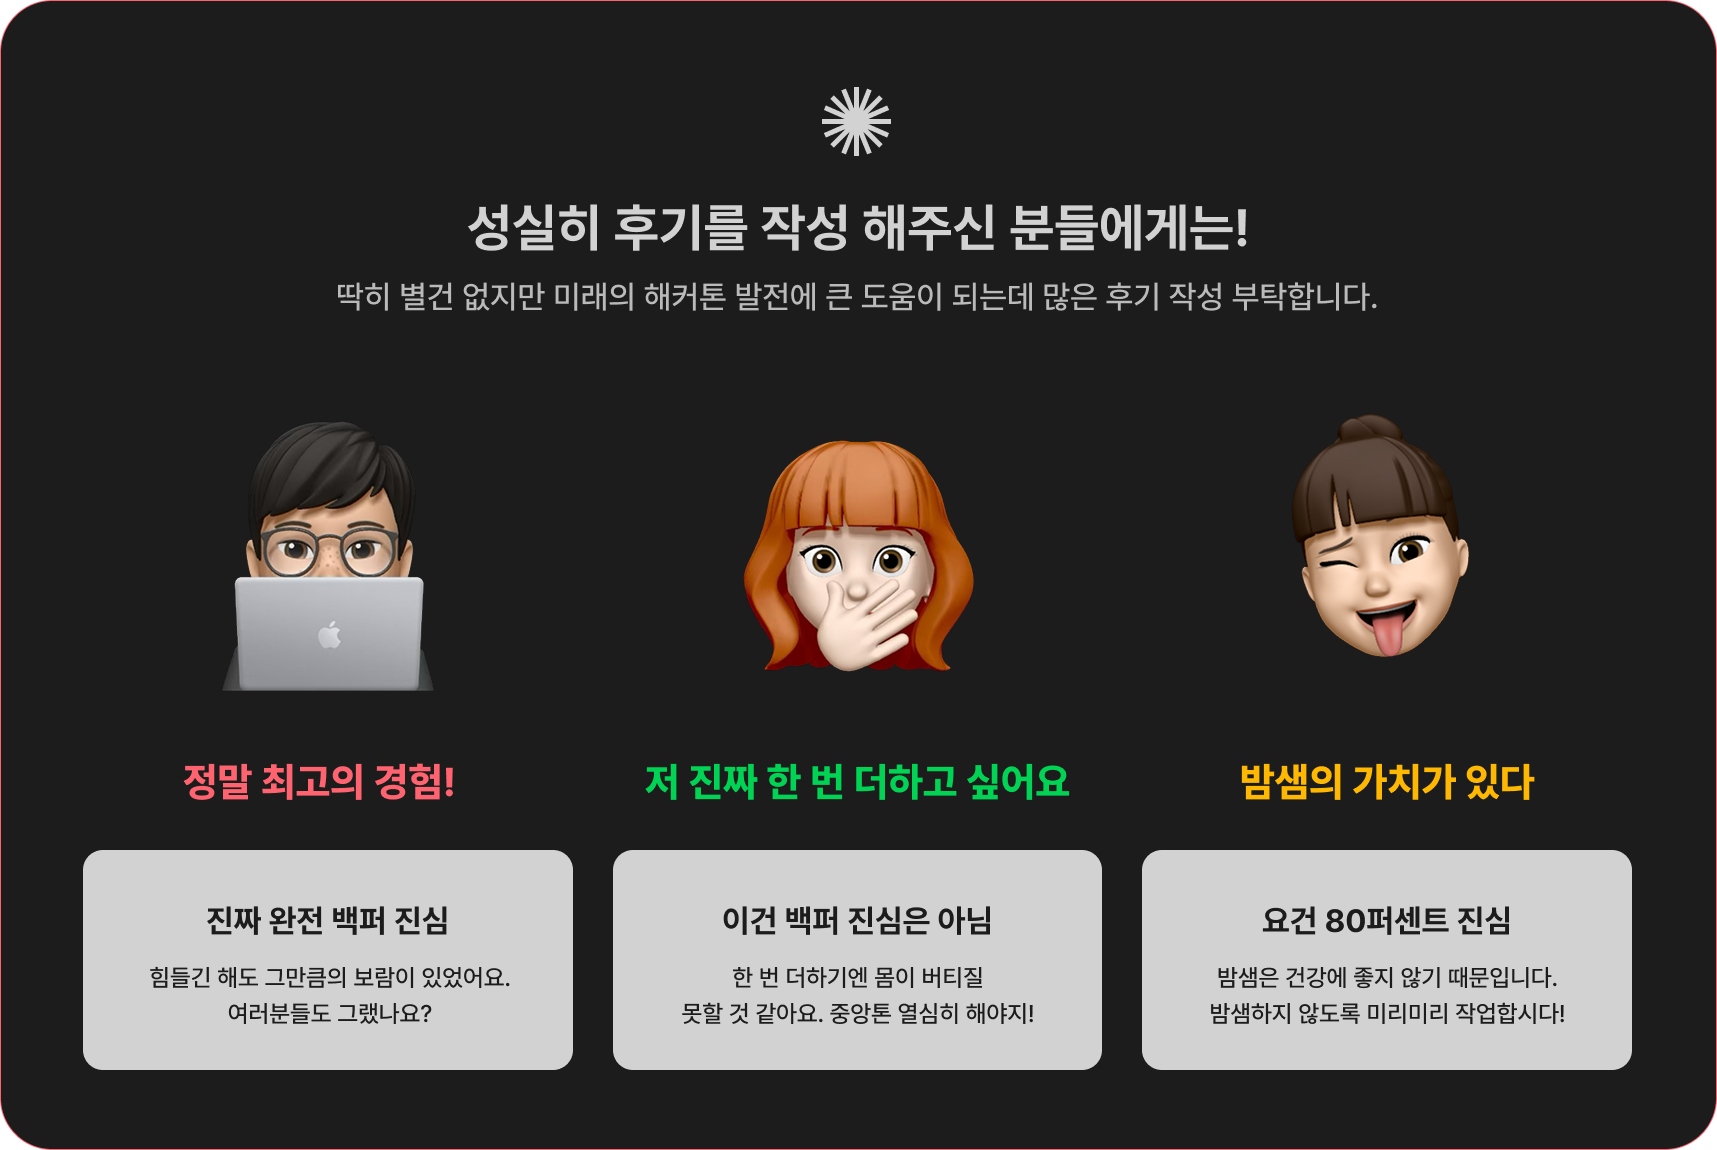 성실히 후기를 작성 해주신 분들에게는!
딱히 별건 없지만 미래의 해커톤 발전에 큰 도움이 되는데 많은 후기 작성 부탁합니다.
정말 최고의 경험!
진짜 완전 백퍼 진심
힘들긴 해도 그만큼의 보람이 있었어요.
여러분들도 그랬나요?
저 진짜 한 번 더하고 싶어요
이건 백퍼 진심은 아님
한 번 더하기엔 몸이 버티질
못할 것 같아요. 중앙톤 열심히 해야지!
밤샘의 가치가 있다
요건 80퍼센트 진심
밤샘은 건강에 좋지 않기 때문입니다.
밤샘하지 않도록 미리미리 작업합시다!